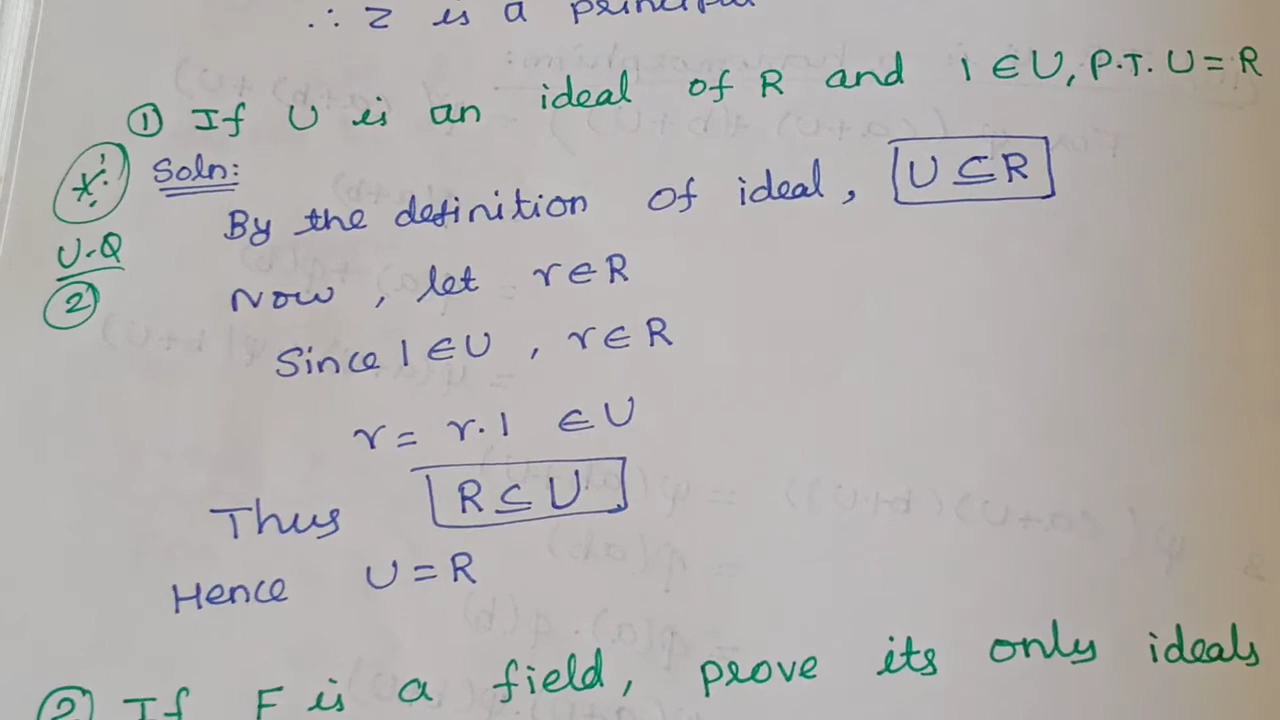 ∴ Z is a principal
① If U is an ideal of R and 1 ∈ U, P.T. U = R
Soln:
By the definition of ideal, U ⊆ R
U.Q
②
Now, let r ∈ R
Since 1 ∈ U, r ∈ R
r = r.1 ∈ U
Thus R ⊆ U
Hence U = R
② If F is a field, prove its only ideals